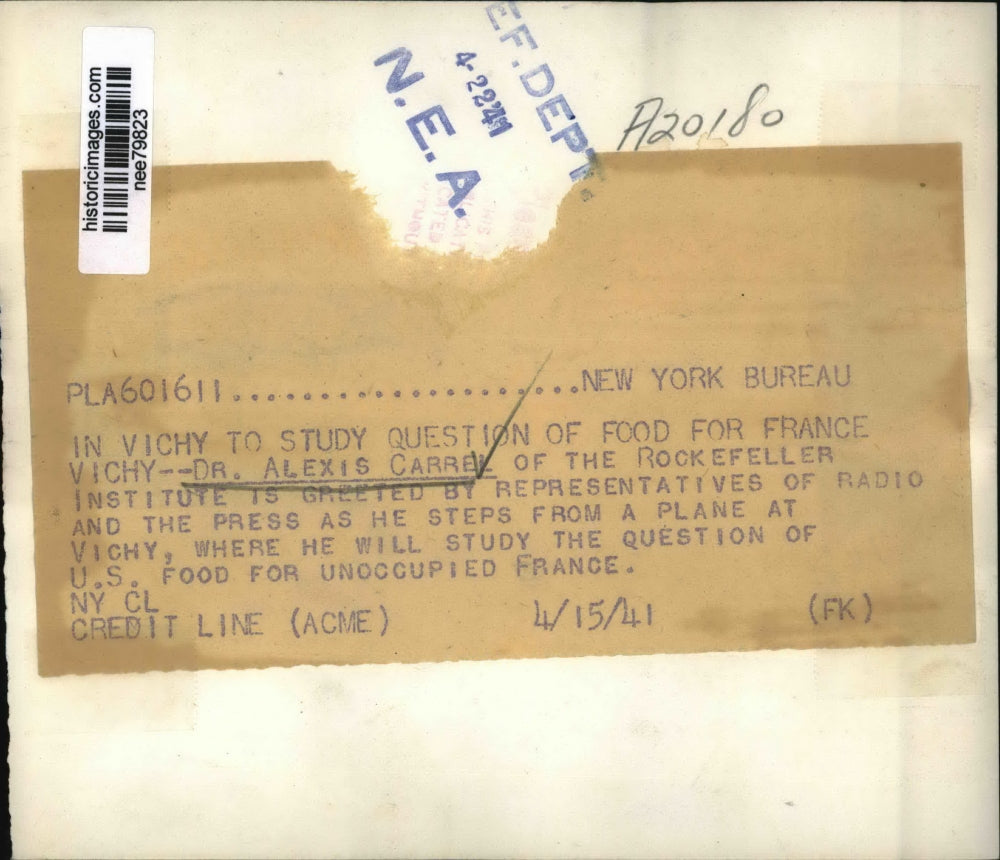 historicimages.com
nee79823
EF. DEPT.
4-2241
N. E. A.
A20180
PLA601611......................NEW YORK BUREAU
IN VICHY TO STUDY QUESTION OF FOOD FOR FRANCE
VICHY--DR. ALEXIS CARREL OF THE ROCKEFELLER
INSTITUTE IS GREETED BY REPRESENTATIVES OF RADIO
AND THE PRESS AS HE STEPS FROM A PLANE AT
VICHY, WHERE HE WILL STUDY THE QUESTION OF
U.S. FOOD FOR UNOCCUPIED FRANCE.
NY CL
CREDIT LINE (ACME) 4/15/41 (FK)